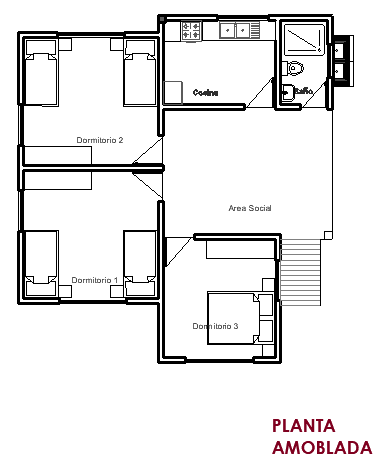 Cocina
Baño
Dormitorio 2
Area Social
Dormitorio 1
Dormitorio 3
PLANTA
AMOBLADA